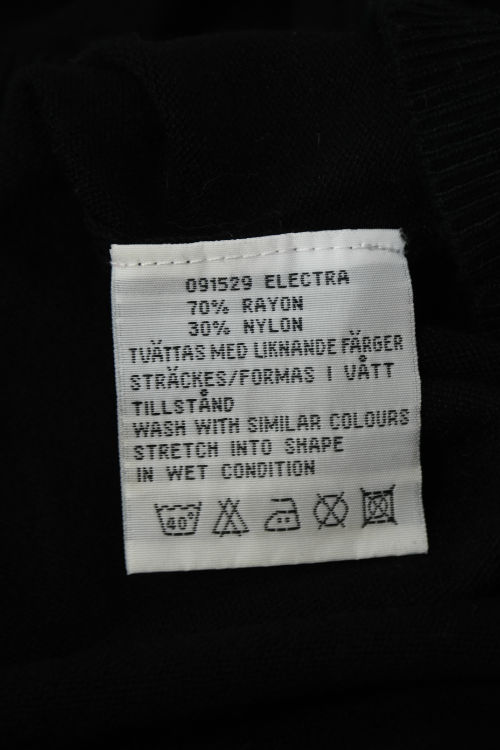 091529 ELECTRA
70% RAYON
30% NYLON
TVÄTTAS MED LIKNANDE FÄRGER
STRÄCKES/FORMAS I VÅTT
TILLSTÅND
WASH WITH SIMILAR COLOURS
STRETCH INTO SHAPE
IN WET CONDITION
40°